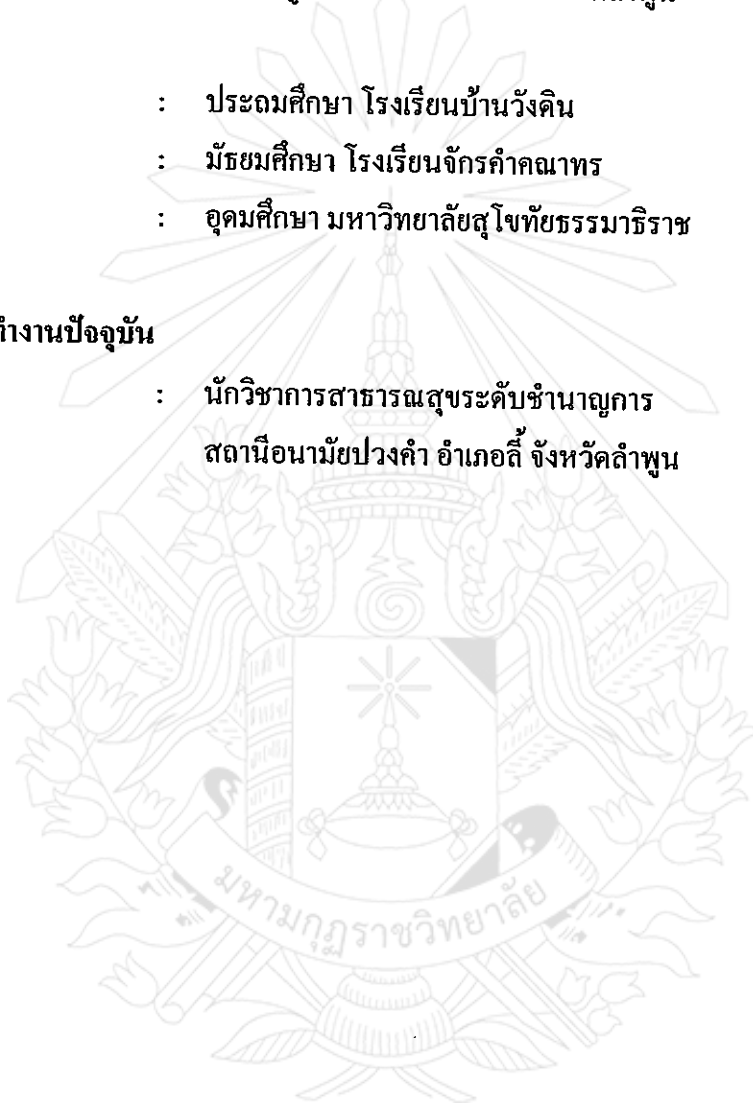 : ประถมศึกษา โรงเรียนบ้านวังดิน
: มัธยมศึกษา โรงเรียนจักรคำคณาทร
: อุดมศึกษา มหาวิทยาลัยสุโขทัยธรรมาธิราช
ทำงานปัจจุบัน
: นักวิชาการสาธารณสุขระดับชำนาญการ
สถานีอนามัยปวงคำ อำเภอลี้ จังหวัดลำพูน
มหามกุฏราชวิทยาลัย